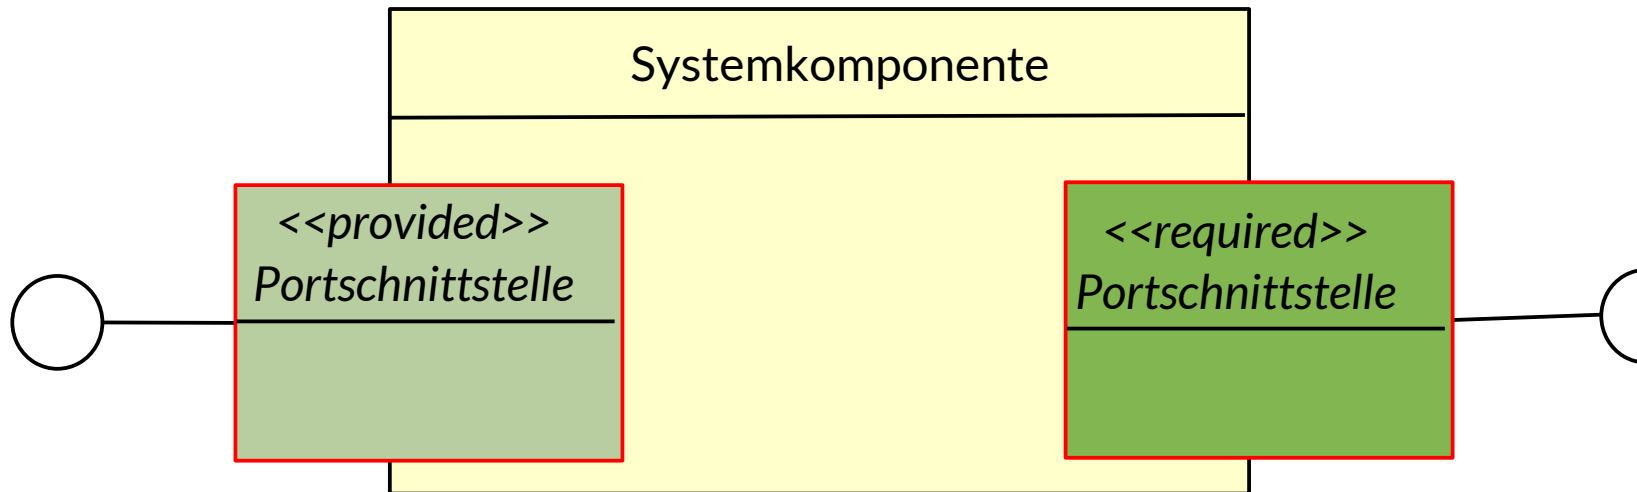 Systemkomponente
<<provided>>
Portschnittstelle
<<required>>
Portschnittstelle